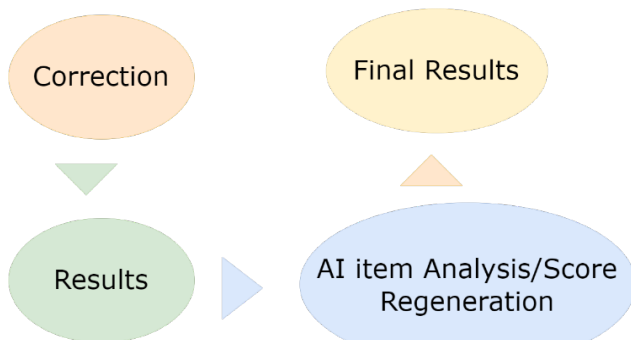 Correction
Final Results
Results
AI item Analysis/Score
Regeneration